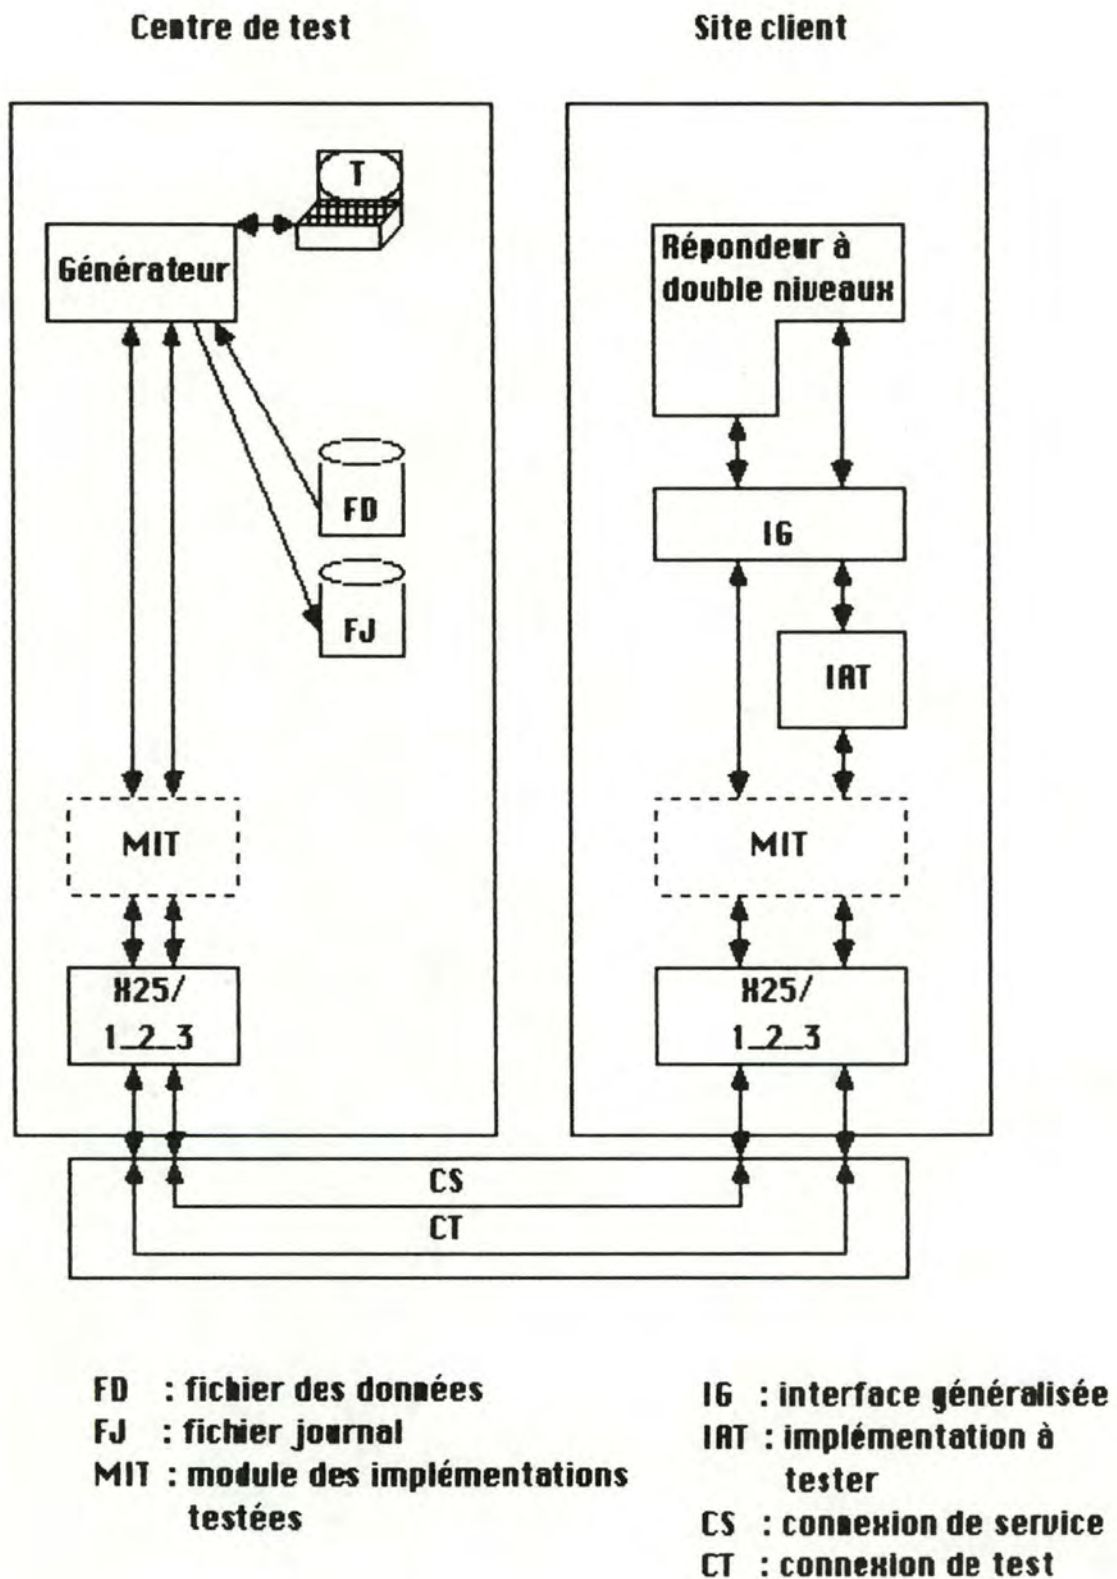 Centre de test
Site client
T
Générateur
FD
FJ
MIT
X25/
1_2_3
Répondeur à
double niveaux
IG
IAT
MIT
X25/
1_2_3
CS
CT
FD : fichier des données
FJ : fichier journal
MIT : module des implémentations
testées
IG : interface généralisée
IAT : implémentation à
tester
CS : connexion de service
CT : connexion de test